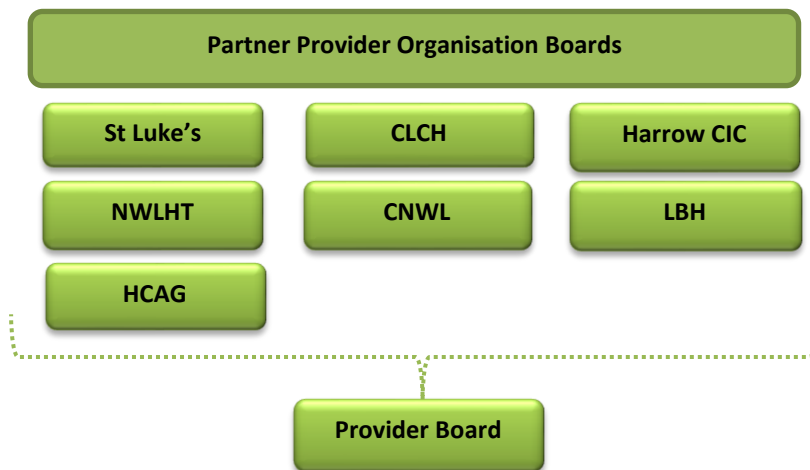 Partner Provider Organisation Boards
St Luke’s
CLCH
Harrow CIC
NWLHT
CNWL
LBH
HCAG
Provider Board